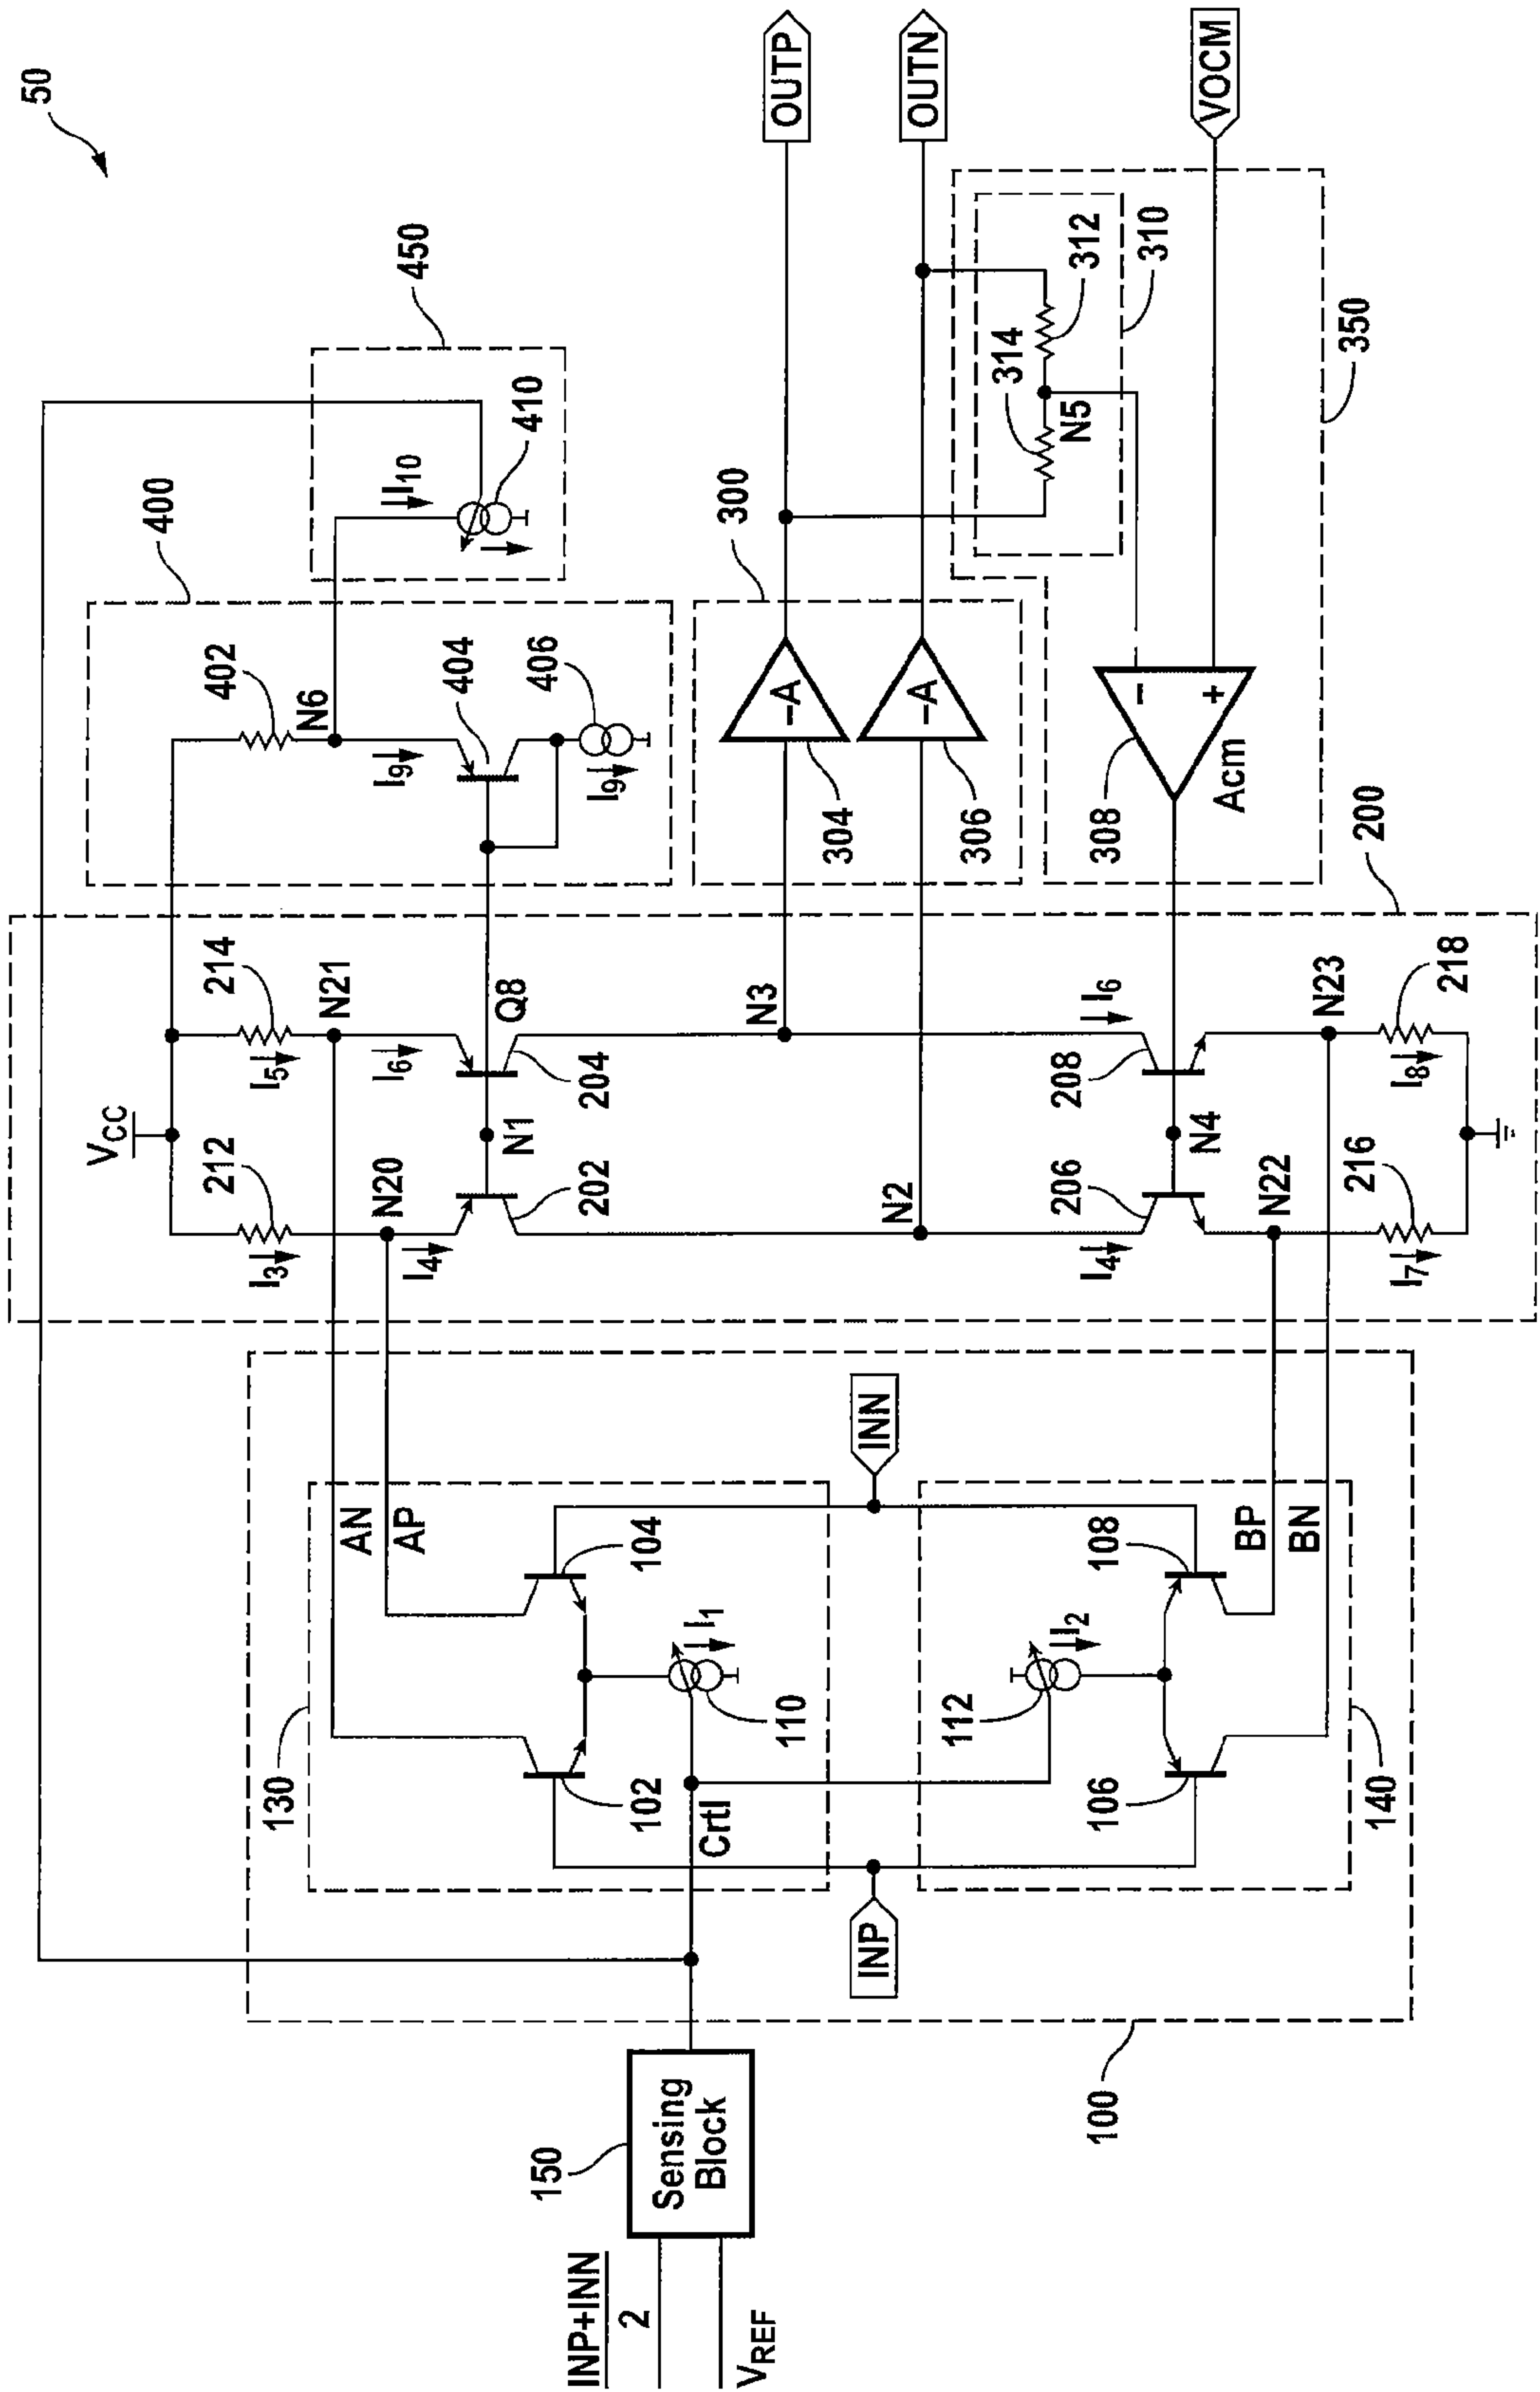 50
V_CC
212
214
I3
I5
N20
N21
I4
I6
N1
Q8
202
204
N2
N3
I4
I6
206
208
N4
N22
N23
216
218
I7
I8
200
400
402
N6
404
406
I9
I9
450
I10
410
300
-A
-A
304
306
OUTP
OUTN
VOCM
310
312
314
N5
350
-
+
308
Acm
130
AN
AP
102
104
110
I1
Crtl
INP
INN
112
I2
106
108
BP
BN
140
100
150
Sensing
Block
INP+INN
2
V_REF